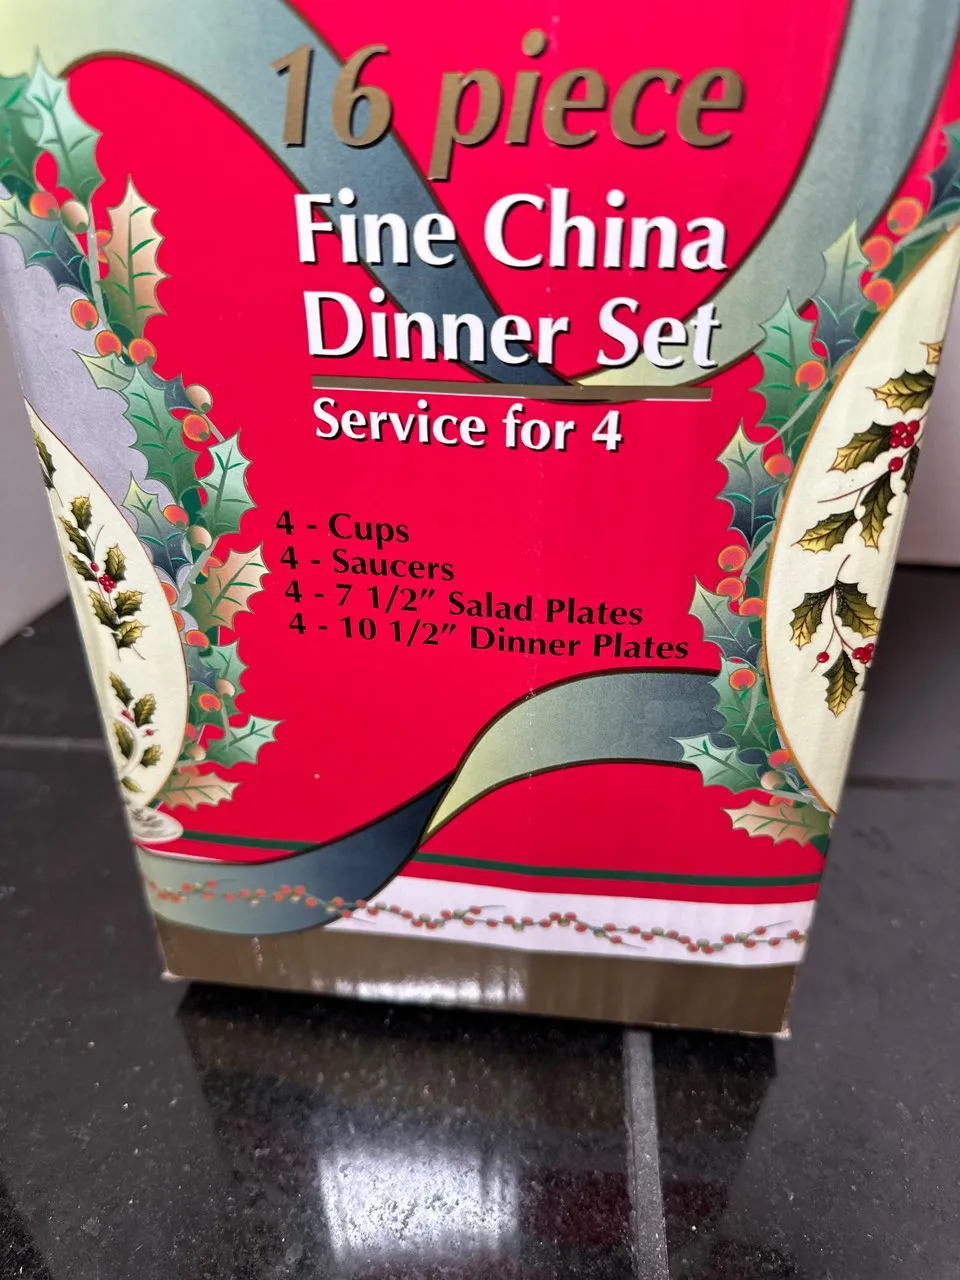 16 piece
Fine China
Dinner Set
Service for 4
4 - Cups
4 - Saucers
4 - 7 1/2″ Salad Plates
4 - 10 1/2″ Dinner Plates